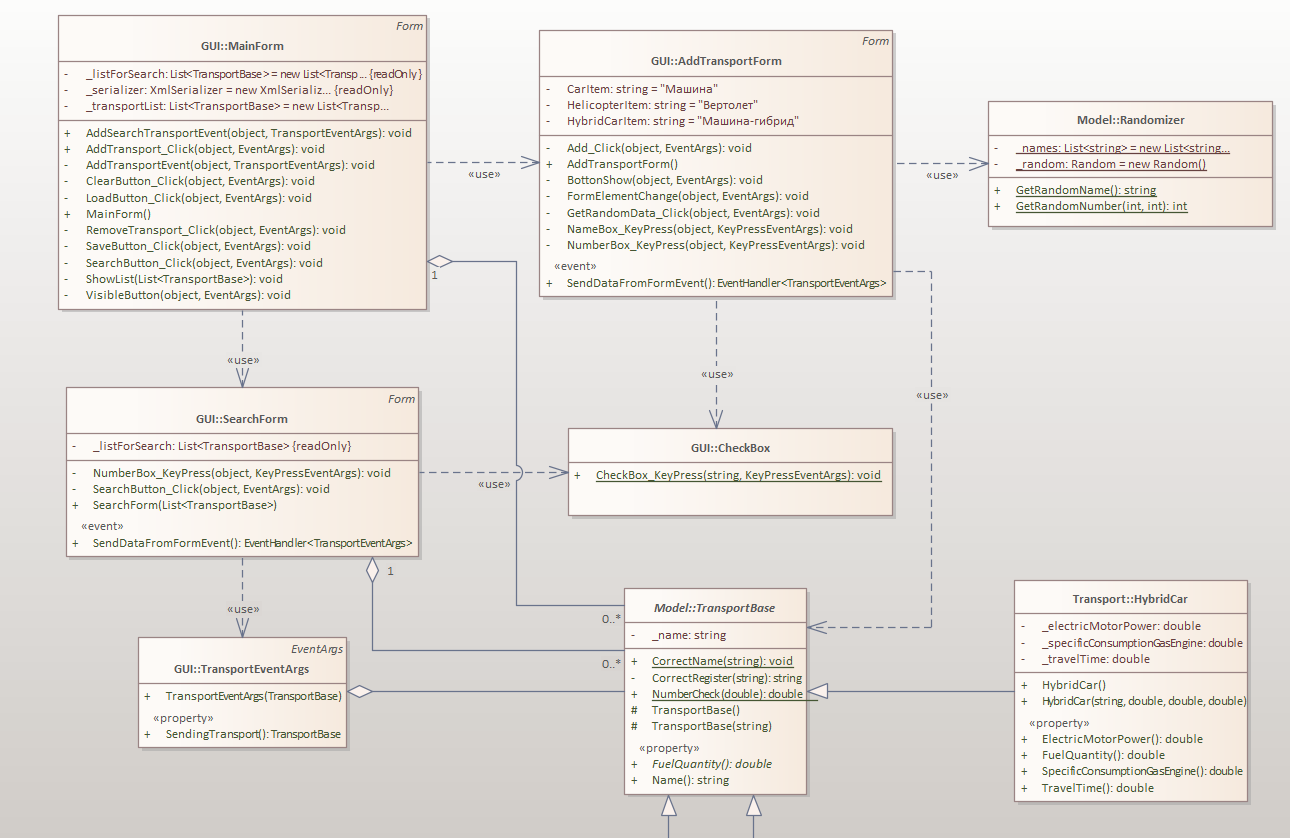 Form
GUI::MainForm
- _listForSearch: List<TransportBase> = new List<Transp... {readOnly}
- _serializer: XmlSerializer = new XmlSerializ... {readOnly}
- _transportList: List<TransportBase> = new List<Transp...
+ AddSearchTransportEvent(object, TransportEventArgs): void
+ AddTransport_Click(object, EventArgs): void
- AddTransportEvent(object, TransportEventArgs): void
- ClearButton_Click(object, EventArgs): void
- LoadButton_Click(object, EventArgs): void
+ MainForm()
- RemoveTransport_Click(object, EventArgs): void
- SaveButton_Click(object, EventArgs): void
- SearchButton_Click(object, EventArgs): void
- ShowList(List<TransportBase>): void
- VisibleButton(object, EventArgs): void
«use»
1
Form
GUI::AddTransportForm
- CarItem: string = "Машина"
- HelicopterItem: string = "Вертолет"
- HybridCarItem: string = "Машина-гибрид"
- Add_Click(object, EventArgs): void
+ AddTransportForm()
- BottonShow(object, EventArgs): void
- FormElementChange(object, EventArgs): void
- GetRandomData_Click(object, EventArgs): void
- NameBox_KeyPress(object, KeyPressEventArgs): void
- NumberBox_KeyPress(object, KeyPressEventArgs): void
«event»
+ SendDataFromFormEvent(): EventHandler<TransportEventArgs>
«use»
Model::Randomizer
- _names: List<string> = new List<string...
- _random: Random = new Random()
+ GetRandomName(): string
+ GetRandomNumber(int, int): int
«use»
«use»
«use»
Form
GUI::SearchForm
- _listForSearch: List<TransportBase> {readOnly}
- NumberBox_KeyPress(object, KeyPressEventArgs): void
- SearchButton_Click(object, EventArgs): void
+ SearchForm(List<TransportBase>)
«event»
+ SendDataFromFormEvent(): EventHandler<TransportEventArgs>
«use»
1
GUI::CheckBox
+ CheckBox_KeyPress(string, KeyPressEventArgs): void
«use»
EventArgs
GUI::TransportEventArgs
+ TransportEventArgs(TransportBase)
«property»
+ SendingTransport(): TransportBase
0..*
0..*
Model::TransportBase
- _name: string
+ CorrectName(string): void
- CorrectRegister(string): string
+ NumberCheck(double): double
# TransportBase()
# TransportBase(string)
«property»
+ FuelQuantity(): double
+ Name(): string
Transport::HybridCar
- _electricMotorPower: double
- _specificConsumptionGasEngine: double
- _travelTime: double
+ HybridCar()
+ HybridCar(string, double, double, double)
«property»
+ ElectricMotorPower(): double
+ FuelQuantity(): double
+ SpecificConsumptionGasEngine(): double
+ TravelTime(): double